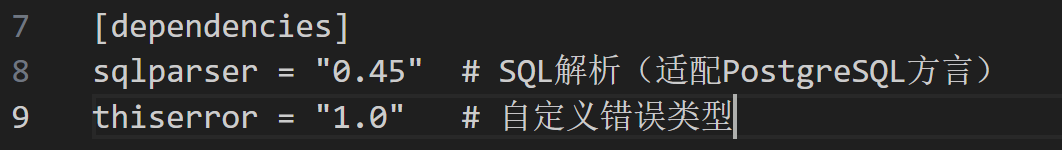 7 [dependencies]
8 sqlparser = "0.45"  # SQL解析（适配PostgreSQL方言）
9 thiserror = "1.0"   # 自定义错误类型